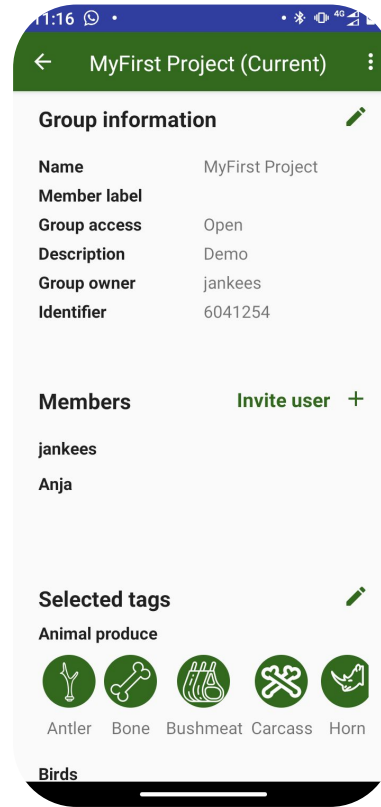 11:16 4G
MyFirst Project (Current)
Group information
Name MyFirst Project
Member label
Group access Open
Description Demo
Group owner jankees
Identifier 6041254
Members Invite user +
jankees
Anja
Selected tags
Animal produce
Antler Bone Bushmeat Carcass Horn
Birds